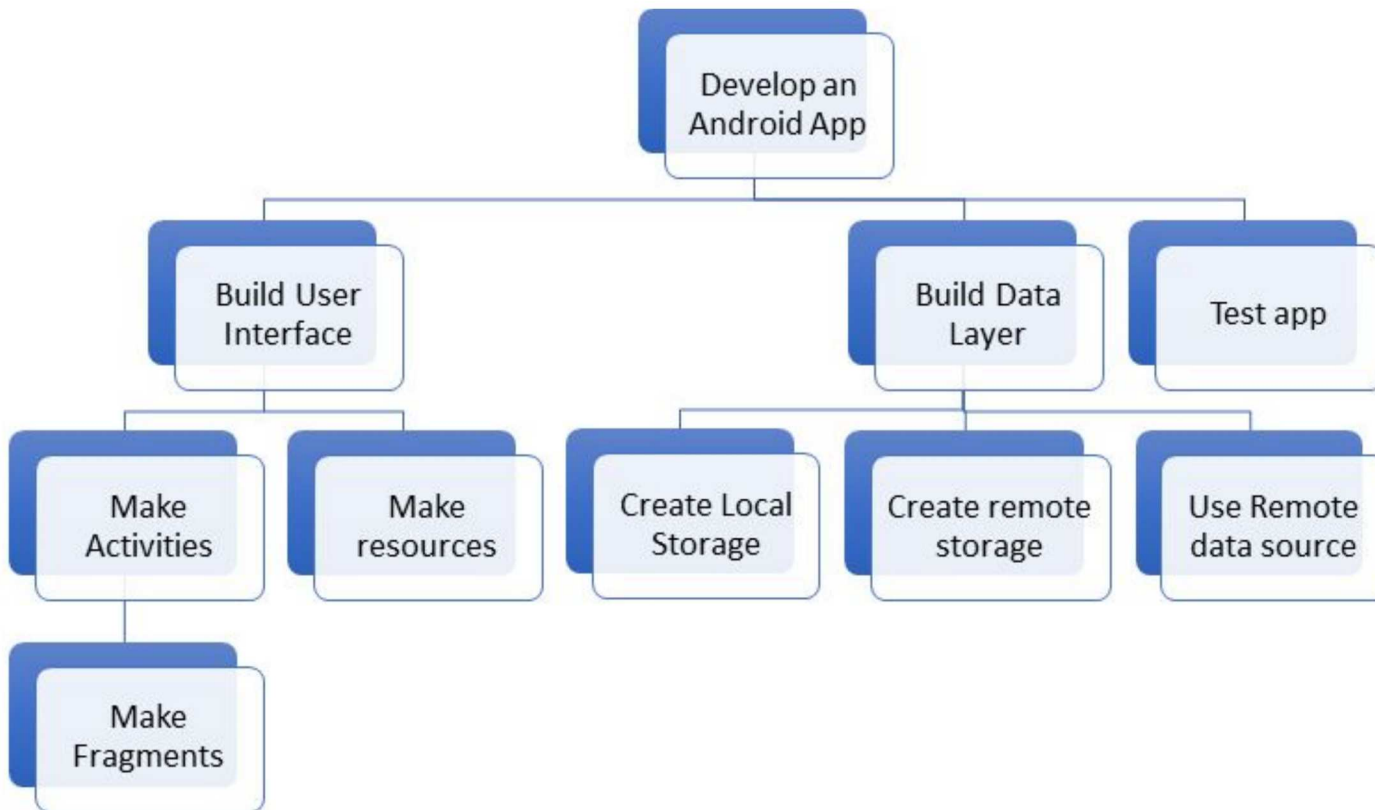 Develop an
Android App
Build User
Interface
Build Data
Layer
Test app
Make
Activities
Make
resources
Create Local
Storage
Create remote
storage
Use Remote
data source
Make
Fragments